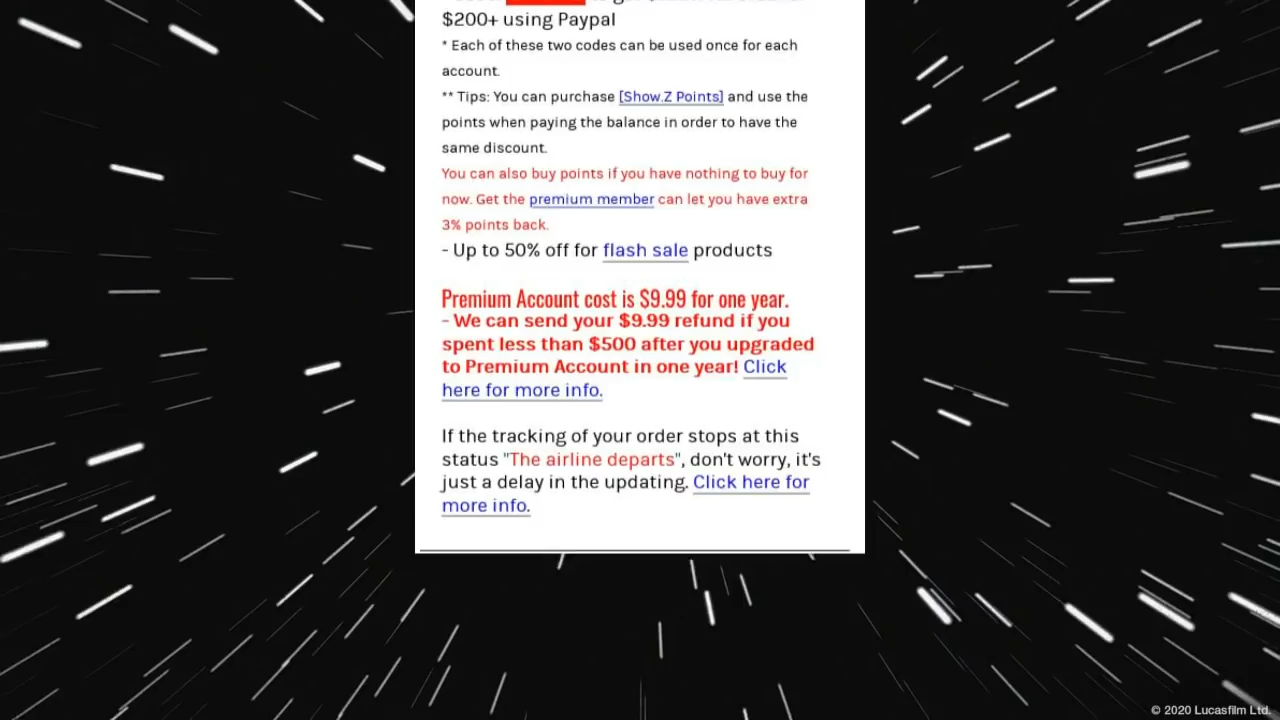 $200+ using Paypal
* Each of these two codes can be used once for each
account.
** Tips: You can purchase [Show.Z Points] and use the
points when paying the balance in order to have the
same discount.
You can also buy points if you have nothing to buy for
now. Get the premium member can let you have extra
3% points back.
- Up to 50% off for flash sale products
Premium Account cost is $9.99 for one year.
- We can send your $9.99 refund if you
spent less than $500 after you upgraded
to Premium Account in one year! Click
here for more info.
If the tracking of your order stops at this
status "The airline departs", don't worry, it's
just a delay in the updating. Click here for
more info.
© 2020 Lucasfilm Ltd.